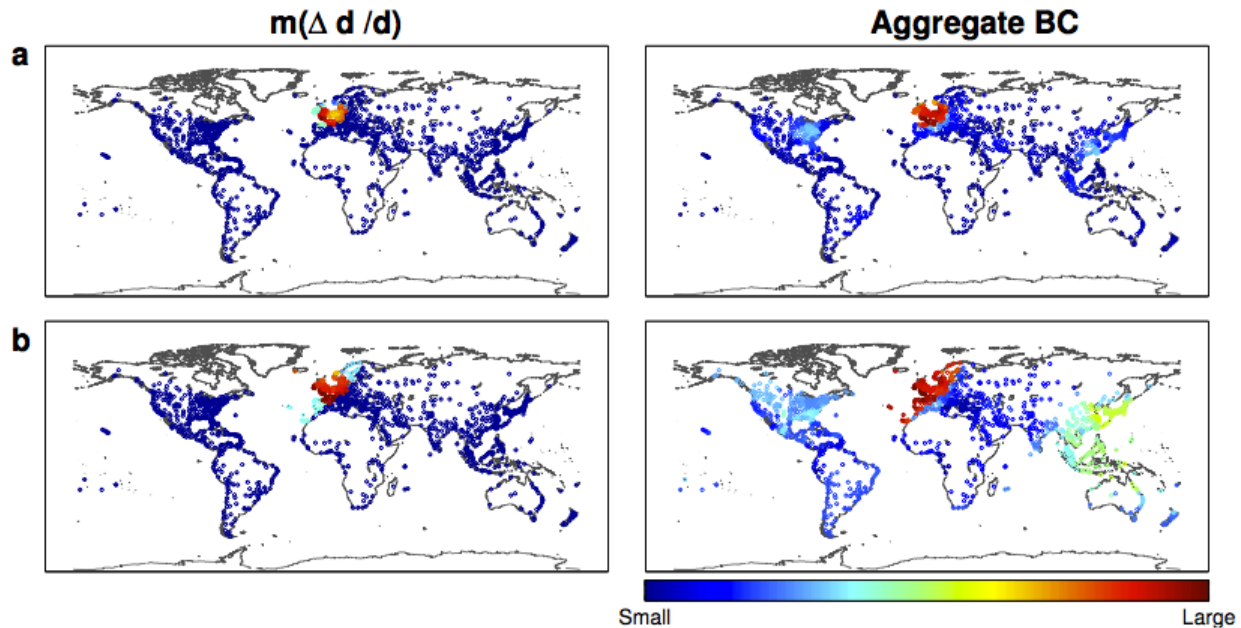 m(Δ d /d)
Aggregate BC
a
b
Small
Large